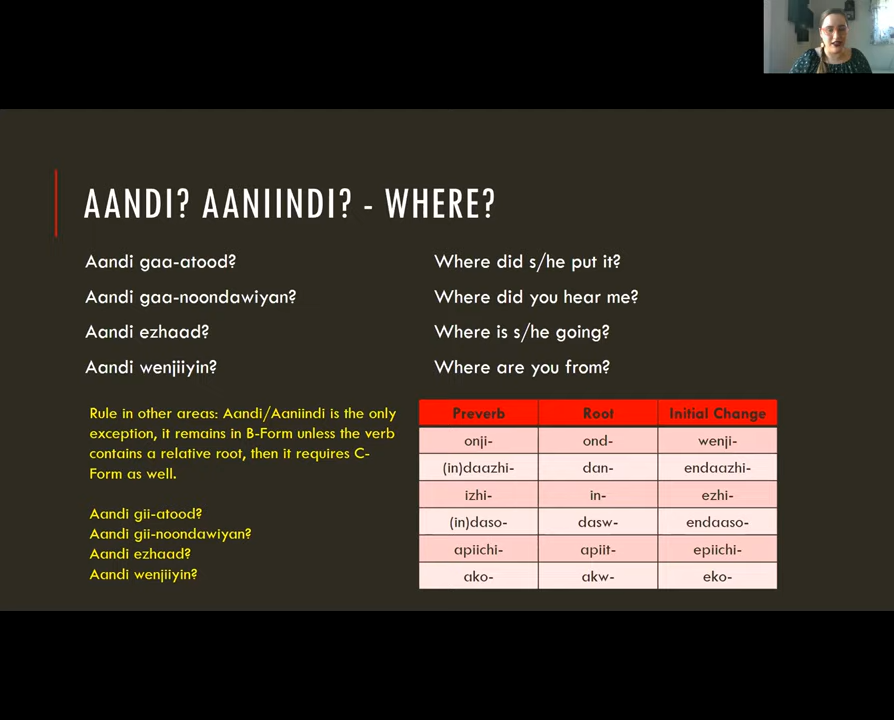 AANDI? AANIINDI? - WHERE?
Aandi gaa-atood?
Where did s/he put it?
Aandi gaa-noondawiyan?
Where did you hear me?
Aandi ezhaad?
Where is s/he going?
Aandi wenjiiyin?
Where are you from?
Rule in other areas: Aandi/Aaniindi is the only
exception, it remains in B-Form unless the verb
contains a relative root, then it requires C-
Form as well.
Aandi gii-atood?
Aandi gii-noondawiyan?
Aandi ezhaad?
Aandi wenjiiyin?
Preverb Root Initial Change
onji- ond- wenji-
(in)daazhi- dan- endaazhi-
izhi- in- ezhi-
(in)daso- dasw- endaaso-
apiichi- apiit- epiichi-
ako- akw- eko-